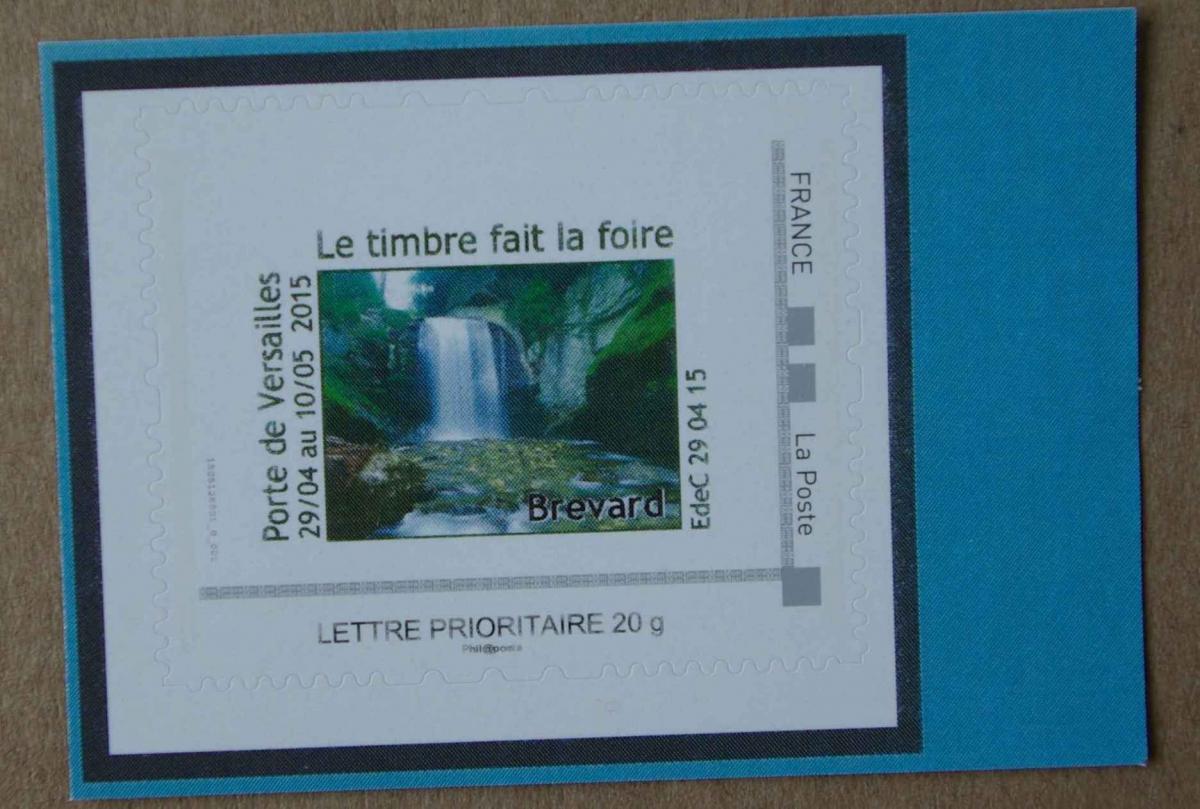 Le timbre fait la foire
Porte de Versailles
29/04 au 10/05 2015
Brevard
EdeC 29 04 15
FRANCE
La Poste
LETTRE PRIORITAIRE 20 g
Phil@poste